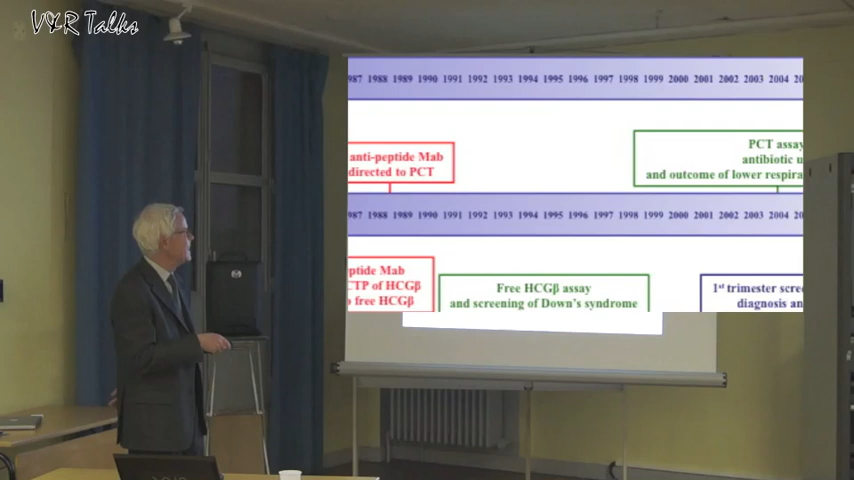 V&R Talks
987 1988 1989 1990 1991 1992 1993 1994 1995 1996 1997 1998 1999 2000 2001 2002 2003 2004 20
anti-peptide Mab
directed to PCT
PCT assay
antibiotic u
and outcome of lower respira
987 1988 1989 1990 1991 1992 1993 1994 1995 1996 1997 1998 1999 2000 2001 2002 2003 2004 20
ptide Mab
CTP of HCGβ
free HCGβ
Free HCGβ assay
and screening of Down's syndrome
1st trimester scre
diagnosis an